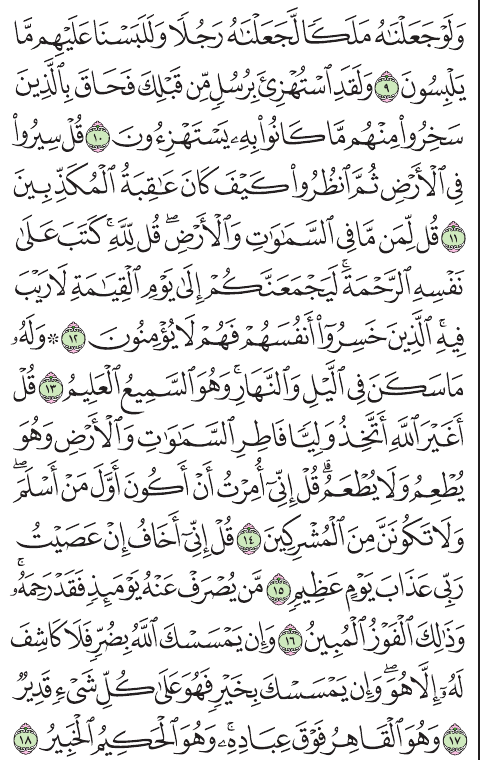 وَلَوۡ جَعَلۡنَٰهُ مَلَكٗا لَّجَعَلۡنَٰهُ رَجُلٗا وَلَلَبَسۡنَا عَلَيۡهِم مَّا
يَلۡبِسُونَ ٩ وَلَقَدِ ٱسۡتُهۡزِئَ بِرُسُلٖ مِّن قَبۡلِكَ فَحَاقَ بِٱلَّذِينَ
سَخِرُواْ مِنۡهُم مَّا كَانُواْ بِهِۦ يَسۡتَهۡزِءُونَ ١٠ قُلۡ سِيرُواْ
فِي ٱلۡأَرۡضِ ثُمَّ ٱنظُرُواْ كَيۡفَ كَانَ عَٰقِبَةُ ٱلۡمُكَذِّبِينَ
١١ قُل لِّمَن مَّا فِي ٱلسَّمَٰوَٰتِ وَٱلۡأَرۡضِۖ قُل لِّلَّهِۚ كَتَبَ عَلَىٰ
نَفۡسِهِ ٱلرَّحۡمَةَۚ لَيَجۡمَعَنَّكُمۡ إِلَىٰ يَوۡمِ ٱلۡقِيَٰمَةِ لَا رَيۡبَ
فِيهِۚ ٱلَّذِينَ خَسِرُوٓاْ أَنفُسَهُمۡ فَهُمۡ لَا يُؤۡمِنُونَ ١٢ ۞ وَلَهُۥ
مَا سَكَنَ فِي ٱلَّيۡلِ وَٱلنَّهَارِۚ وَهُوَ ٱلسَّمِيعُ ٱلۡعَلِيمُ ١٣ قُلۡ
أَغَيۡرَ ٱللَّهِ أَتَّخِذُ وَلِيّٗا فَاطِرِ ٱلسَّمَٰوَٰتِ وَٱلۡأَرۡضِ وَهُوَ
يُطۡعِمُ وَلَا يُطۡعَمُۗ قُلۡ إِنِّيٓ أُمِرۡتُ أَنۡ أَكُونَ أَوَّلَ مَنۡ أَسۡلَمَۖ
وَلَا تَكُونَنَّ مِنَ ٱلۡمُشۡرِكِينَ ١٤ قُلۡ إِنِّيٓ أَخَافُ إِنۡ عَصَيۡتُ
رَبِّي عَذَابَ يَوۡمٍ عَظِيمٖ ١٥ مَّن يُصۡرَفۡ عَنۡهُ يَوۡمَئِذٖ فَقَدۡ رَحِمَهُۥۚ
وَذَٰلِكَ ٱلۡفَوۡزُ ٱلۡمُبِينُ ١٦ وَإِن يَمۡسَسۡكَ ٱللَّهُ بِضُرّٖ فَلَا كَاشِفَ
لَهُۥٓ إِلَّا هُوَۖ وَإِن يَمۡسَسۡكَ بِخَيۡرٖ فَهُوَ عَلَىٰ كُلِّ شَيۡءٖ قَدِيرٞ
١٧ وَهُوَ ٱلۡقَاهِرُ فَوۡقَ عِبَادِهِۦۚ وَهُوَ ٱلۡحَكِيمُ ٱلۡخَبِيرُ ١٨